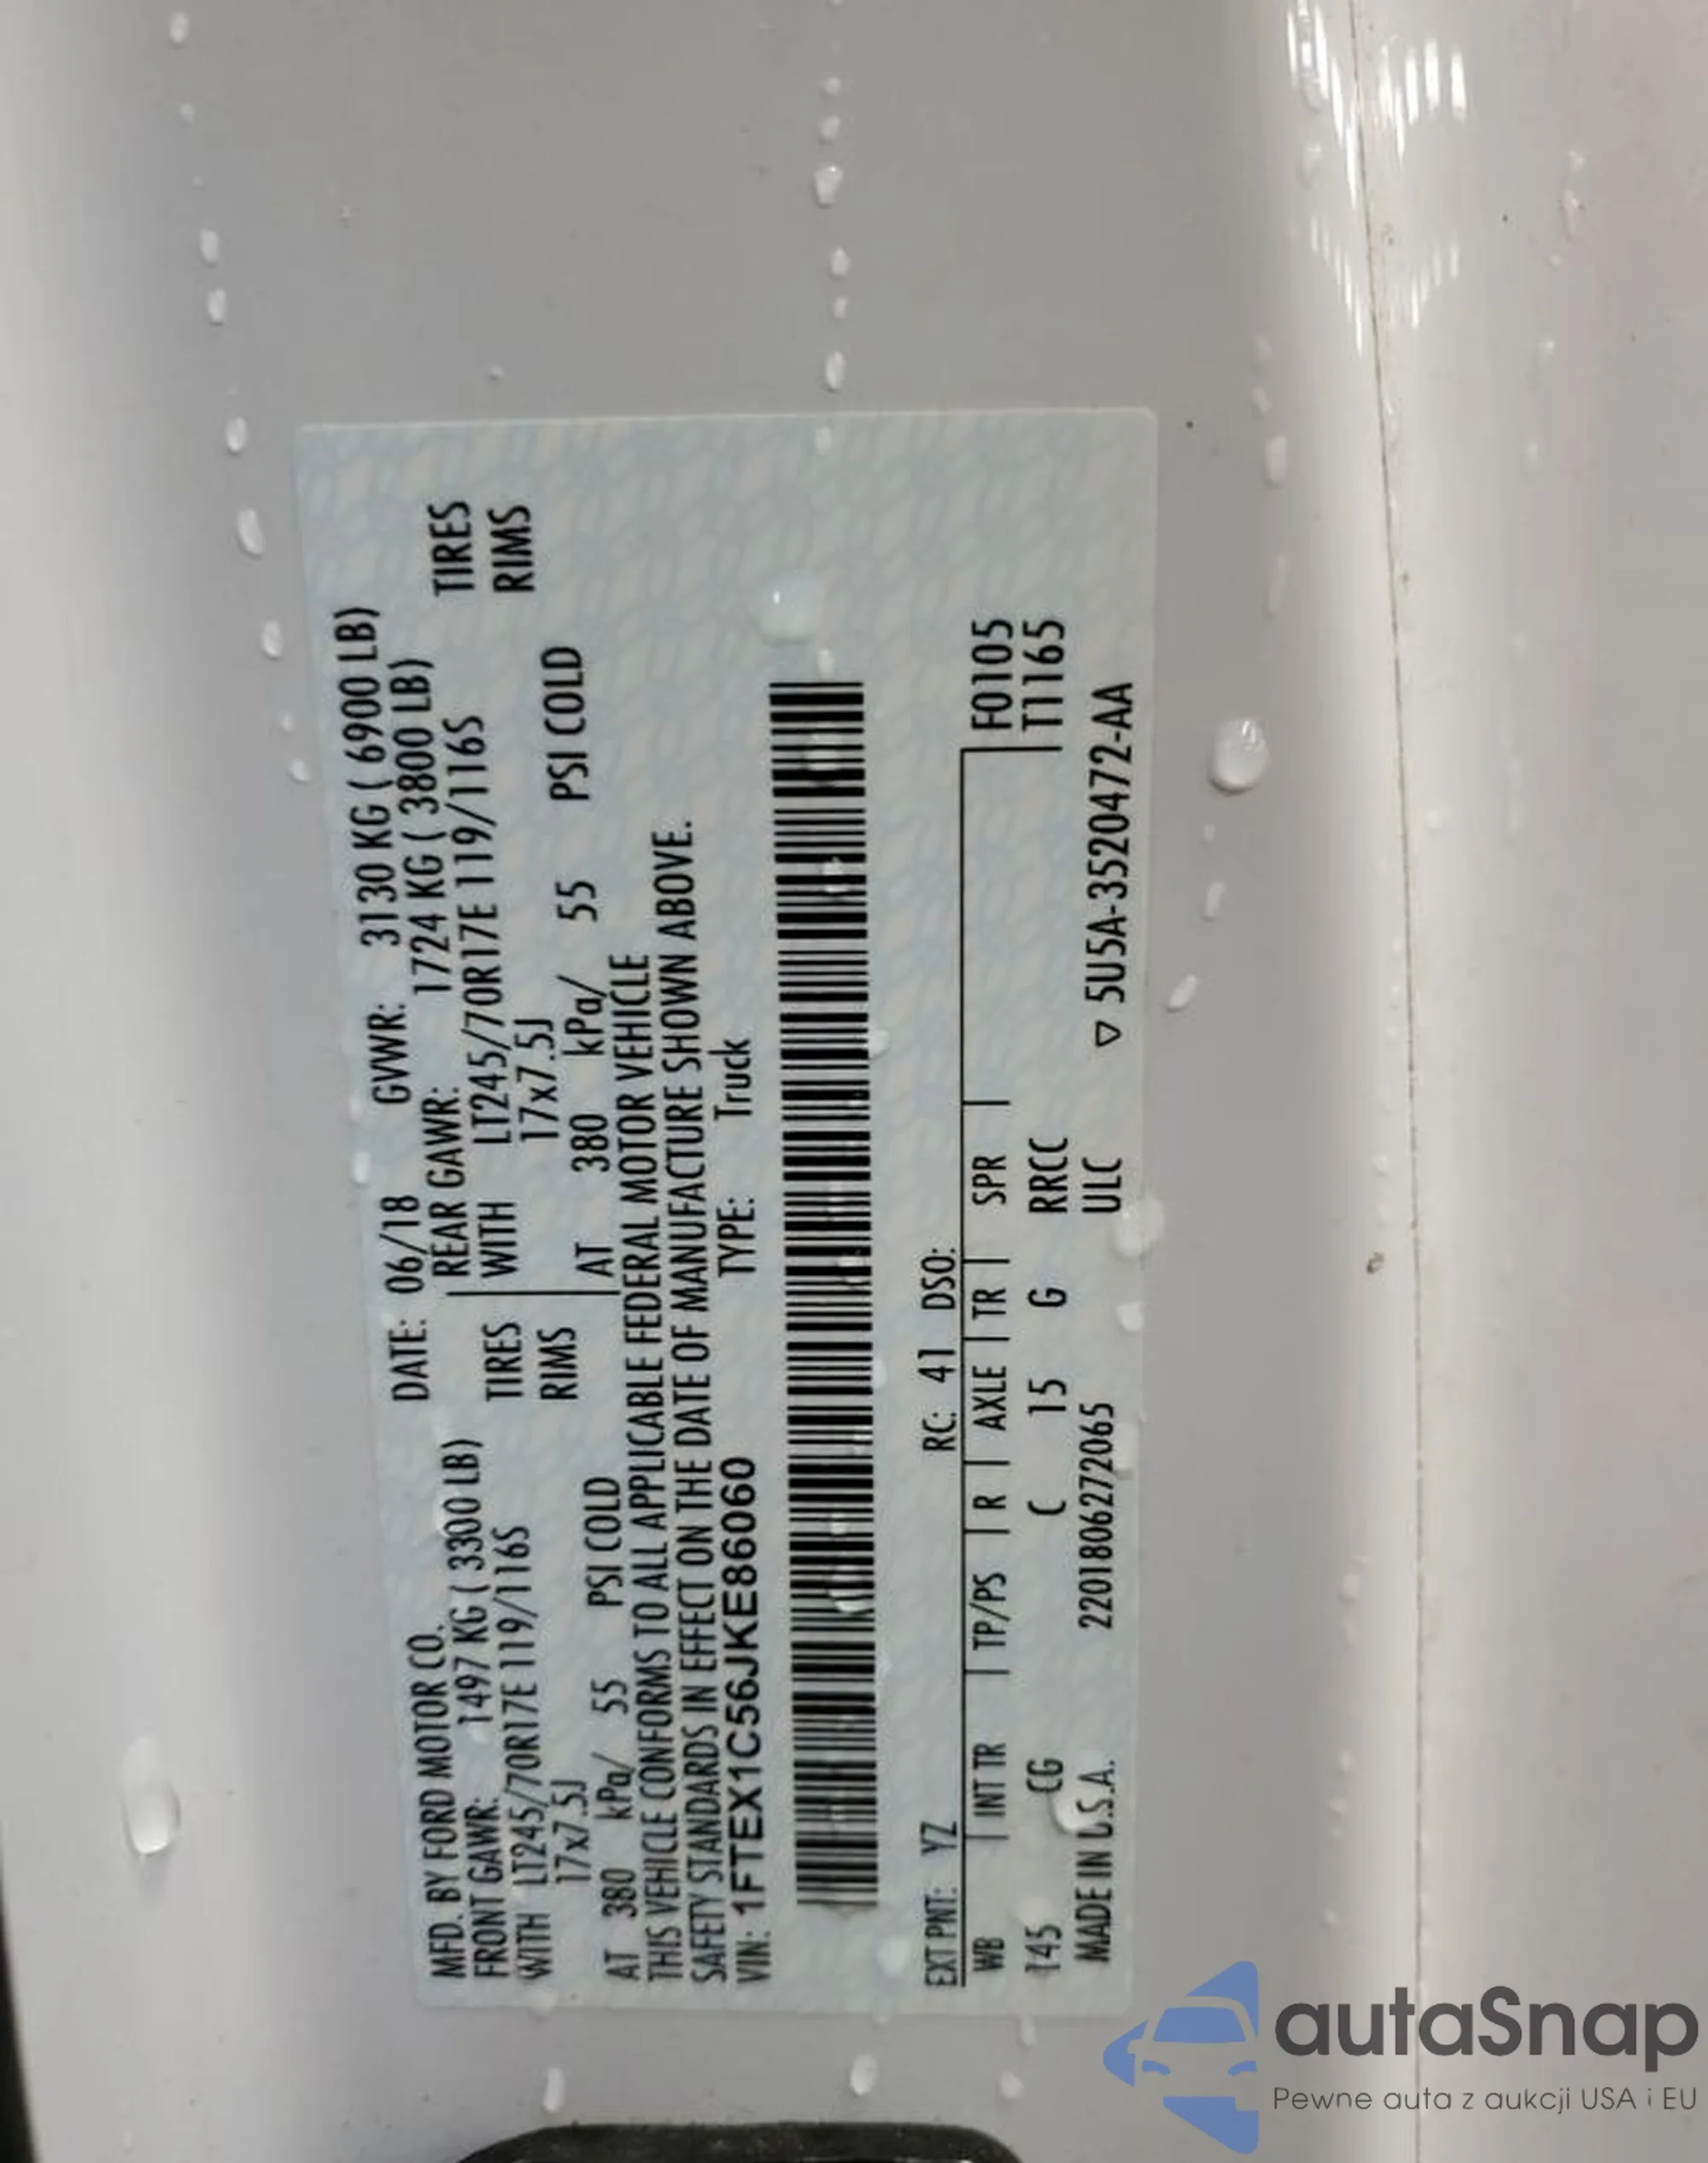 MFD. BY FORD MOTOR CO. DATE: 06/18 GVWR: 3130 KG ( 6900 LB)
FRONT GAWR: 1497 KG ( 3300 LB) REAR GAWR: 1724 KG ( 3800 LB)
WITH LT245/70R17E 119/116S TIRES WITH LT245/70R17E 119/116S TIRES
17x7.5J RIMS 17x7.5J RIMS
AT 380 kPa/ 55 PSI COLD AT 380 kPa/ 55 PSI COLD
THIS VEHICLE CONFORMS TO ALL APPLICABLE FEDERAL MOTOR VEHICLE
SAFETY STANDARDS IN EFFECT ON THE DATE OF MANUFACTURE SHOWN ABOVE.
VIN: 1FTEX1C56JKE86060 TYPE: Truck
EXT PNT: YZ RC: 41 DSO:
WB | INT TR | TP/PS | R | AXLE | TR | SPR | F0105
145 CG C 15 G RRCC T1165
MADE IN U.S.A. 2201806272065 ULC ▽ 5U5A-3520472-AA
autaSnap
Pewne auta z aukcji USA i EU